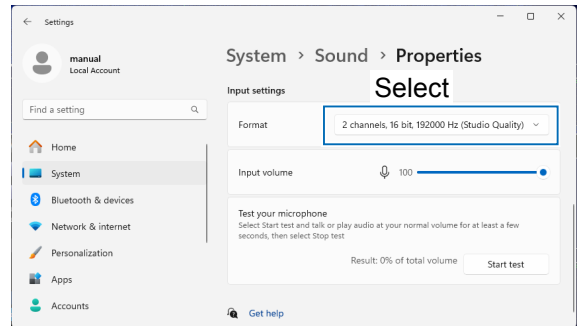 Settings
manual
Local Account
Find a setting
Home
System
Bluetooth & devices
Network & internet
Personalization
Apps
Accounts
System > Sound > Properties
Select
Input settings
Format
2 channels, 16 bit, 192000 Hz (Studio Quality)
Input volume
100
Test your microphone
Select Start test and talk or play audio at your normal volume for at least a few
seconds, then select Stop test
Result: 0% of total volume
Start test
Get help